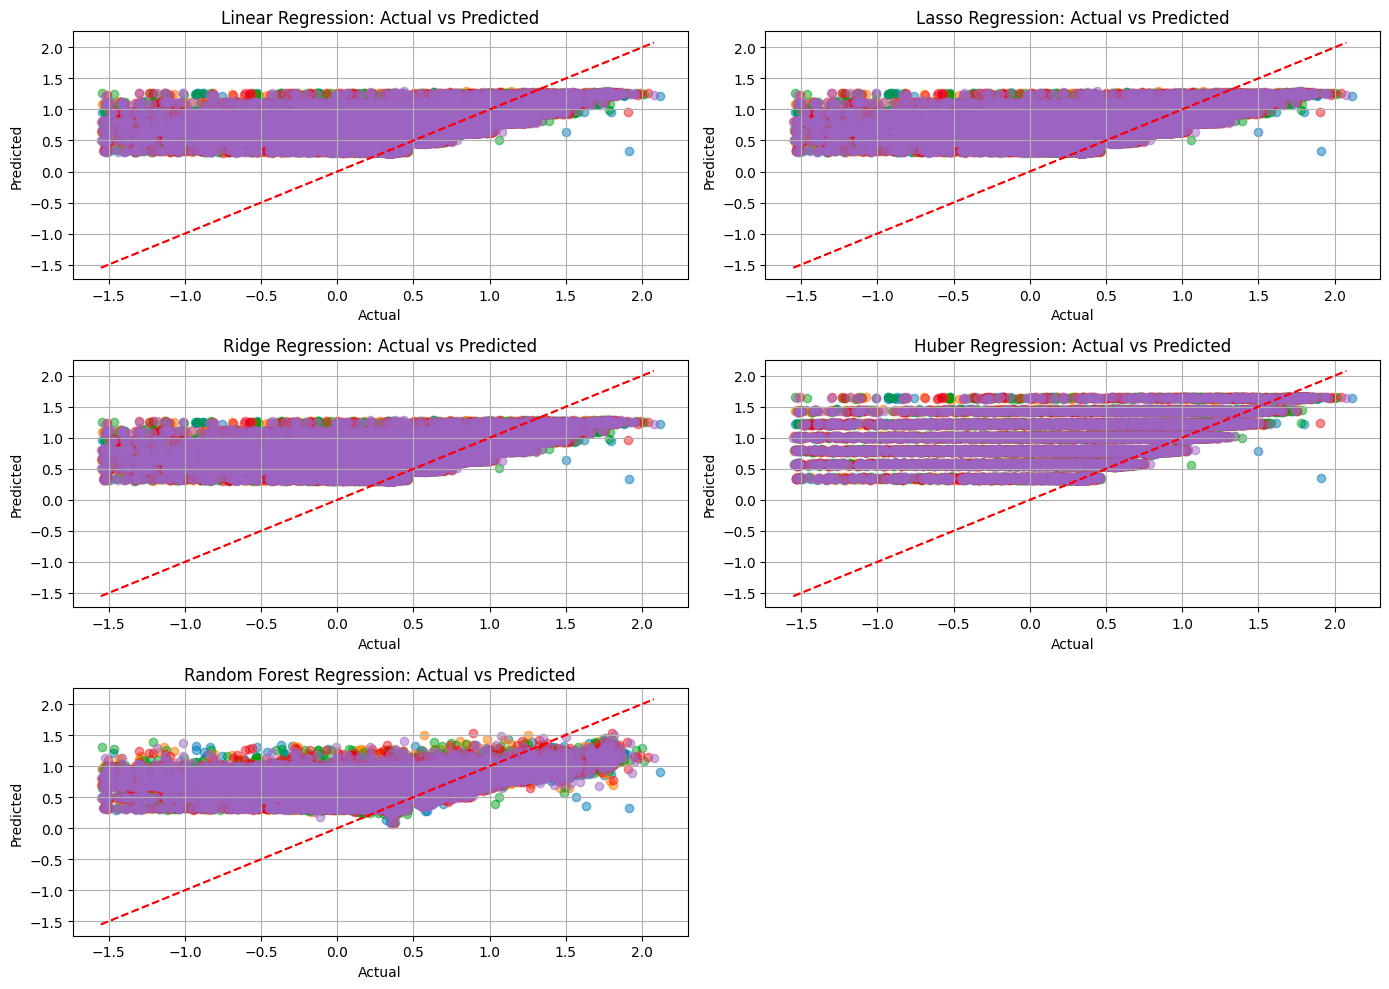 Linear Regression: Actual vs Predicted
2.0
1.5
1.0
0.5
0.0
−0.5
−1.0
−1.5
Predicted
−1.5 −1.0 −0.5 0.0 0.5 1.0 1.5 2.0
Actual
Lasso Regression: Actual vs Predicted
2.0
1.5
1.0
0.5
0.0
−0.5
−1.0
−1.5
Predicted
−1.5 −1.0 −0.5 0.0 0.5 1.0 1.5 2.0
Actual
Ridge Regression: Actual vs Predicted
2.0
1.5
1.0
0.5
0.0
−0.5
−1.0
−1.5
Predicted
−1.5 −1.0 −0.5 0.0 0.5 1.0 1.5 2.0
Actual
Huber Regression: Actual vs Predicted
2.0
1.5
1.0
0.5
0.0
−0.5
−1.0
−1.5
Predicted
−1.5 −1.0 −0.5 0.0 0.5 1.0 1.5 2.0
Actual
Random Forest Regression: Actual vs Predicted
2.0
1.5
1.0
0.5
0.0
−0.5
−1.0
−1.5
Predicted
−1.5 −1.0 −0.5 0.0 0.5 1.0 1.5 2.0
Actual